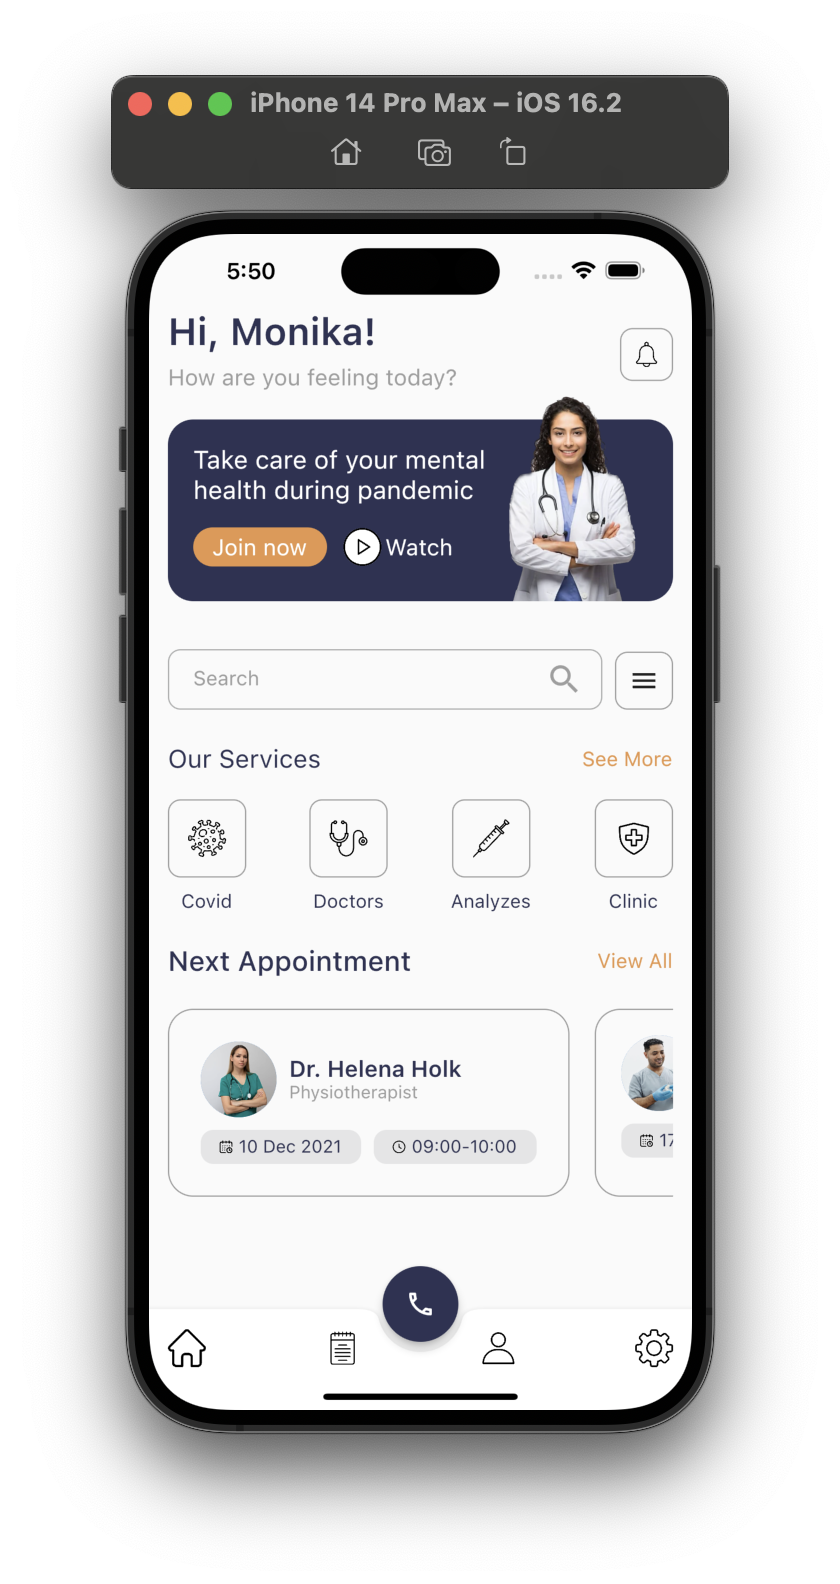 iPhone 14 Pro Max – iOS 16.2
5:50
Hi, Monika!
How are you feeling today?
Take care of your mental
health during pandemic
Join now
Watch
Search
Our Services
See More
Covid
Doctors
Analyzes
Clinic
Next Appointment
View All
Dr. Helena Holk
Physiotherapist
10 Dec 2021
09:00-10:00
17